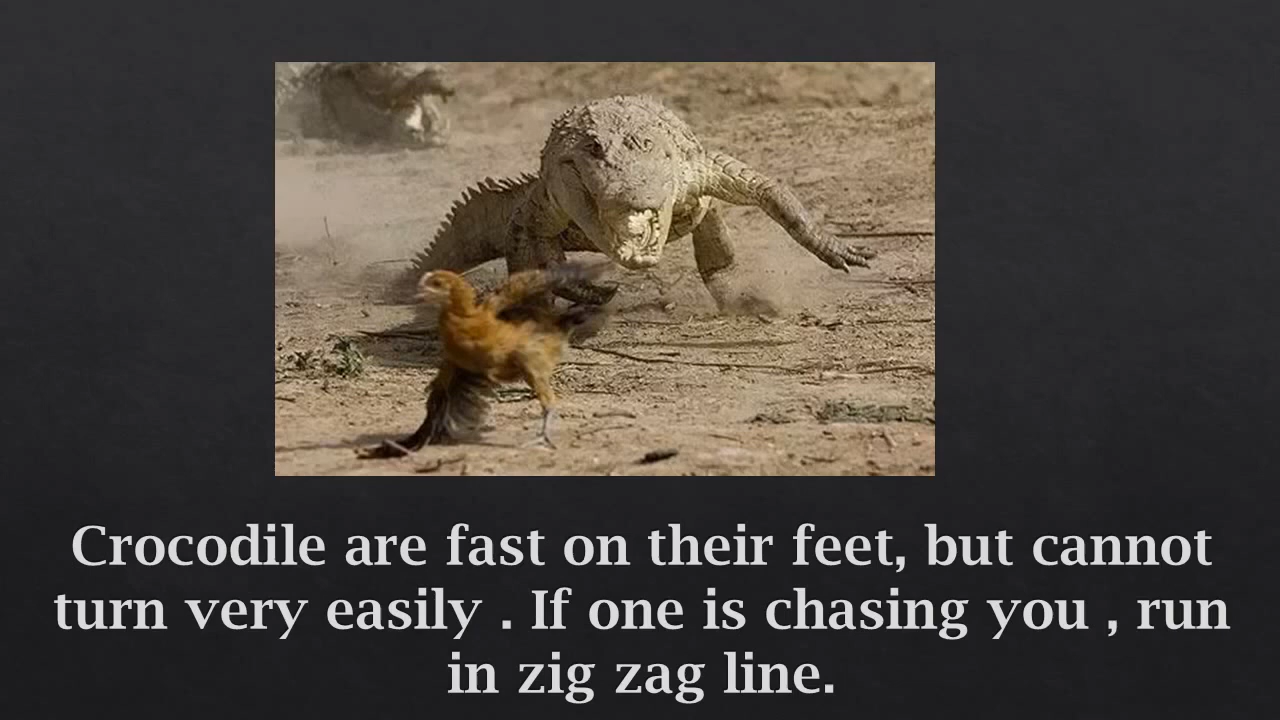 Crocodile are fast on their feet, but cannot
turn very easily . If one is chasing you , run
in zig zag line.